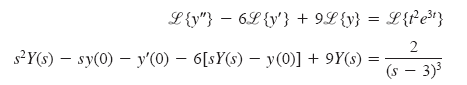 ℒ{y″} − 6ℒ{y′} + 9ℒ{y} = ℒ{t²e³ᵗ}
s²Y(s) − sy(0) − y′(0) − 6[sY(s) − y(0)] + 9Y(s) = 2/(s − 3)³